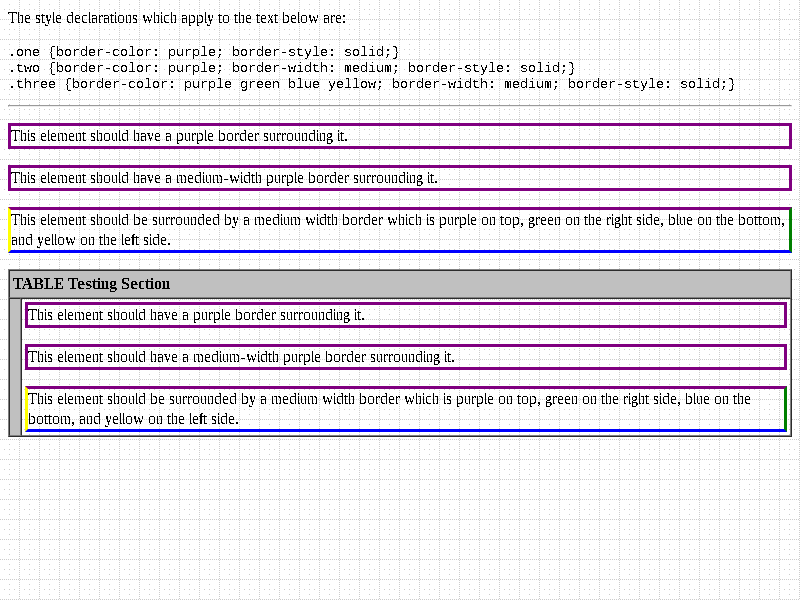 The style declarations which apply to the text below are:
.one {border-color: purple; border-style: solid;}
.two {border-color: purple; border-width: medium; border-style: solid;}
.three {border-color: purple green blue yellow; border-width: medium; border-style: solid;}
This element should have a purple border surrounding it.
This element should have a medium-width purple border surrounding it.
This element should be surrounded by a medium width border which is purple on top, green on the right side, blue on the bottom,
and yellow on the left side.
TABLE Testing Section
This element should have a purple border surrounding it.
This element should have a medium-width purple border surrounding it.
This element should be surrounded by a medium width border which is purple on top, green on the right side, blue on the
bottom, and yellow on the left side.